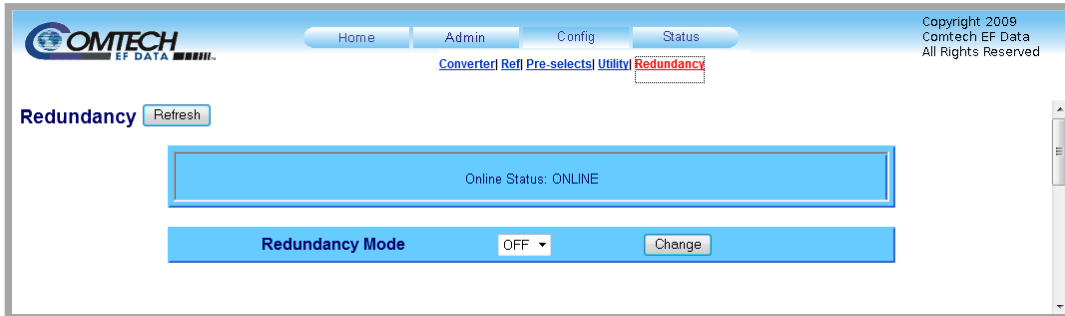 COMTECH
EF DATA
Home Admin Config Status
Converter| Ref| Pre-selects| Utility| Redundancy
Copyright 2009
Comtech EF Data
All Rights Reserved
Redundancy Refresh
Online Status: ONLINE
Redundancy Mode OFF Change